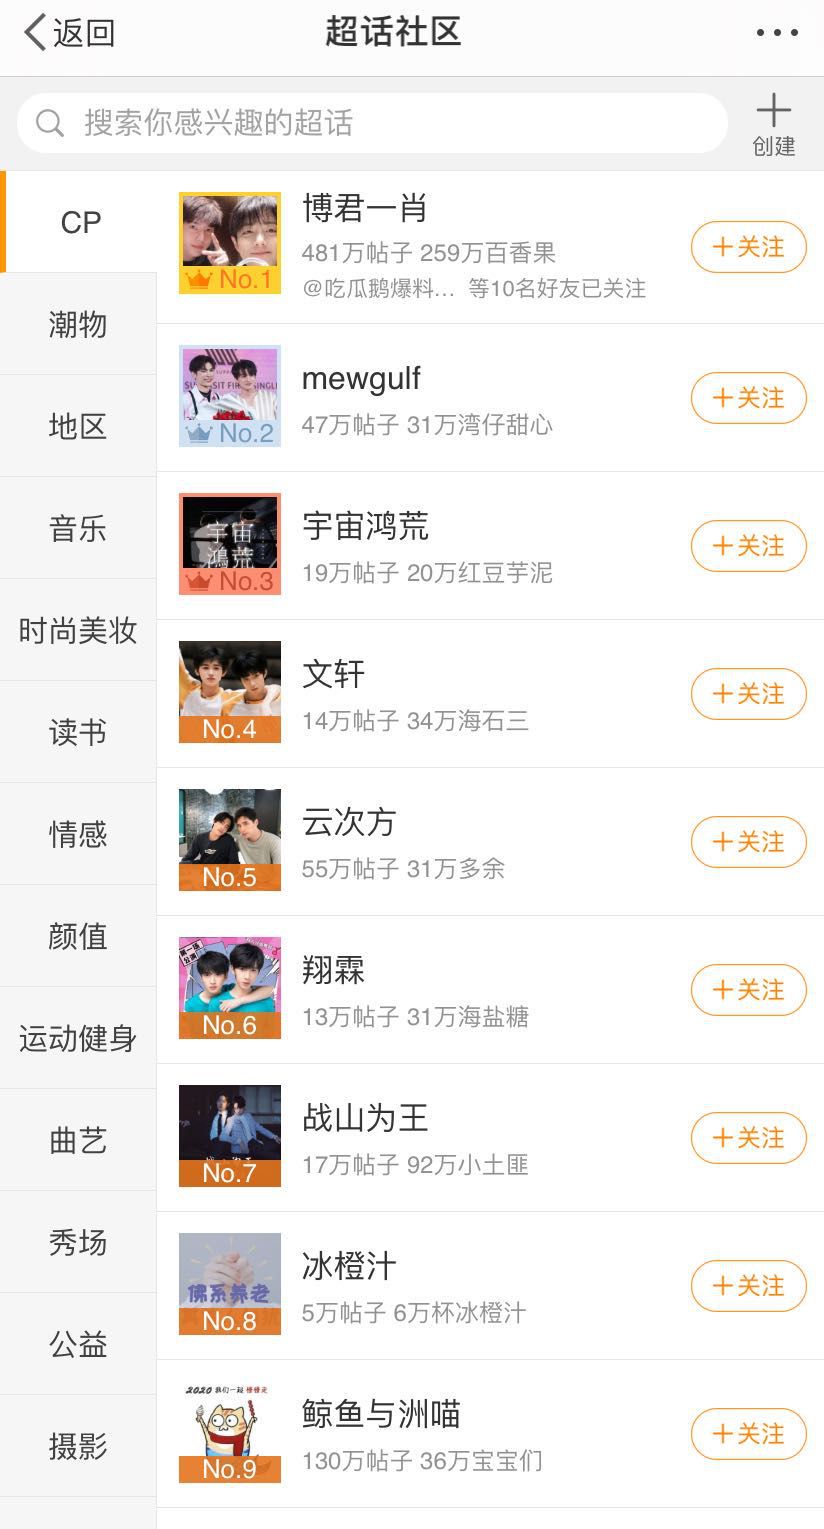 返回
超话社区
搜索你感兴趣的超话
创建
CP
潮物
地区
音乐
时尚美妆
读书
情感
颜值
运动健身
曲艺
秀场
公益
摄影
No.1
博君一肖
481万帖子 259万百香果
@吃瓜鹅爆料... 等10名好友已关注
+关注
No.2
mewgulf
47万帖子 31万湾仔甜心
+关注
宇宙
鴻荒
No.3
宇宙鸿荒
19万帖子 20万红豆芋泥
+关注
No.4
文轩
14万帖子 34万海石三
+关注
No.5
云次方
55万帖子 31万多余
+关注
No.6
翔霖
13万帖子 31万海盐糖
+关注
No.7
战山为王
17万帖子 92万小土匪
+关注
佛系养老
No.8
冰橙汁
5万帖子 6万杯冰橙汁
+关注
2020 我们一起慢慢走
No.9
鲸鱼与洲喵
130万帖子 36万宝宝们
+关注